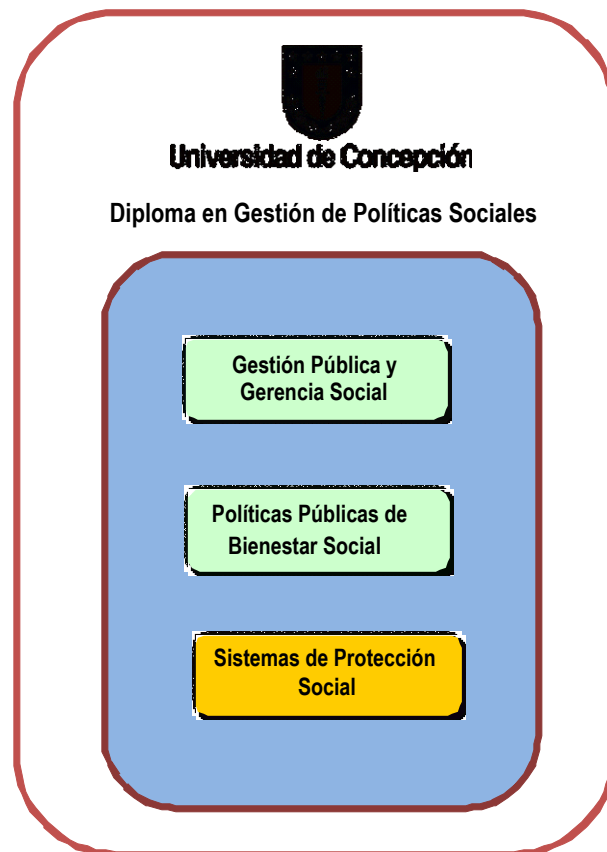 Universidad de Concepción
Diploma en Gestión de Políticas Sociales
Gestión Pública y
Gerencia Social
Políticas Públicas de
Bienestar Social
Sistemas de Protección
Social